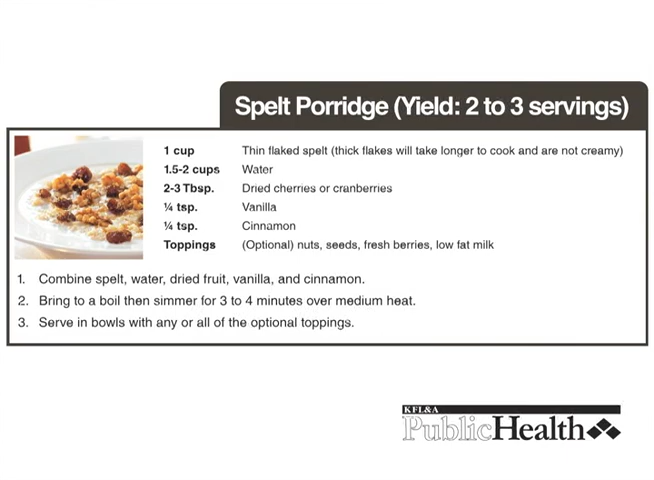 Spelt Porridge (Yield: 2 to 3 servings)
1 cup Thin flaked spelt (thick flakes will take longer to cook and are not creamy)
1.5-2 cups Water
2-3 Tbsp. Dried cherries or cranberries
¼ tsp. Vanilla
¼ tsp. Cinnamon
Toppings (Optional) nuts, seeds, fresh berries, low fat milk
1. Combine spelt, water, dried fruit, vanilla, and cinnamon.
2. Bring to a boil then simmer for 3 to 4 minutes over medium heat.
3. Serve in bowls with any or all of the optional toppings.
KFL&A
PublicHealth